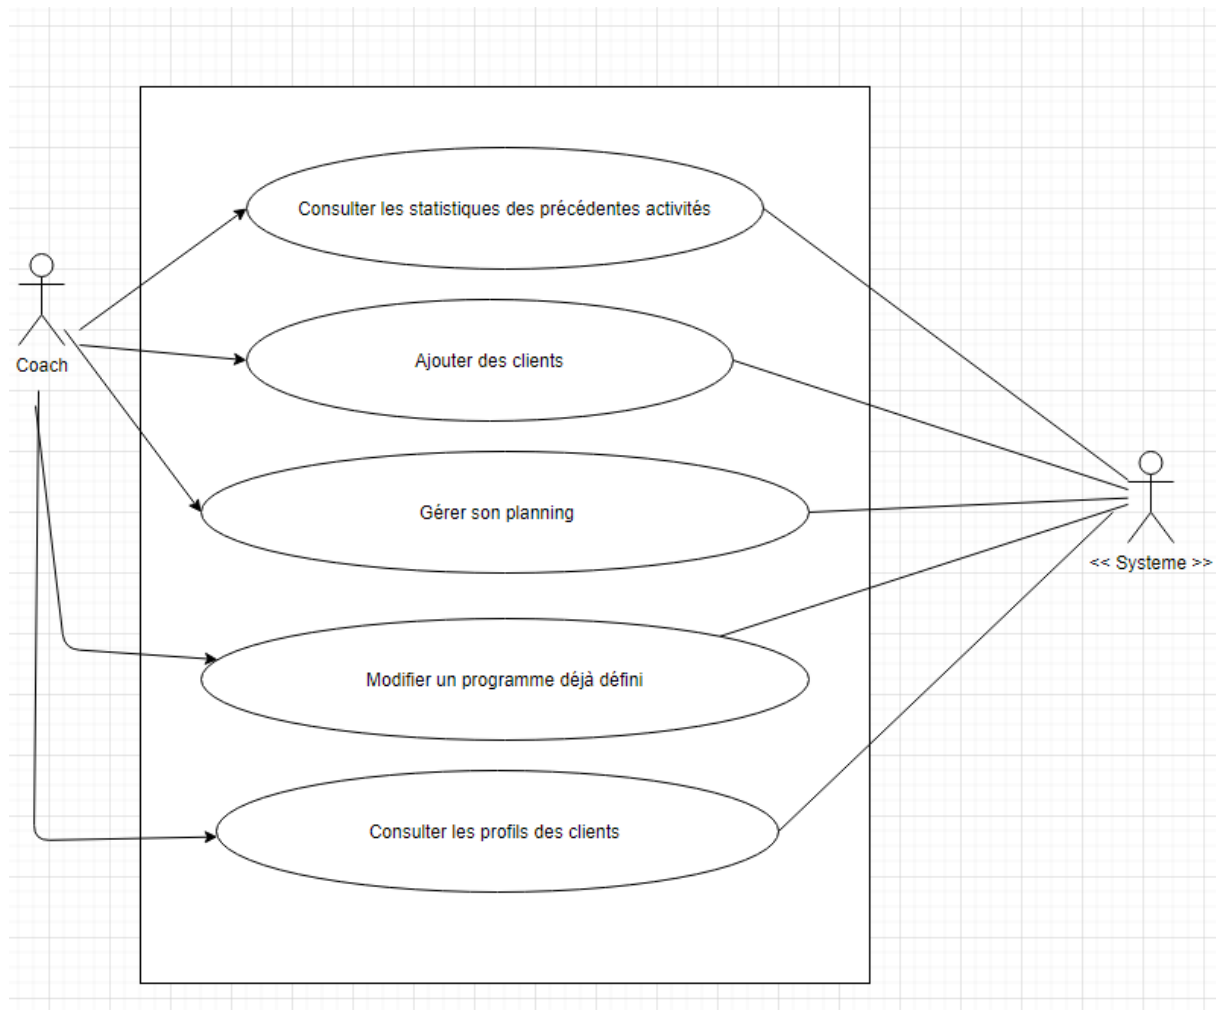 Consulter les statistiques des précédentes activités
Coach
Ajouter des clients
Gérer son planning
<< Systeme >>
Modifier un programme déjà défini
Consulter les profils des clients